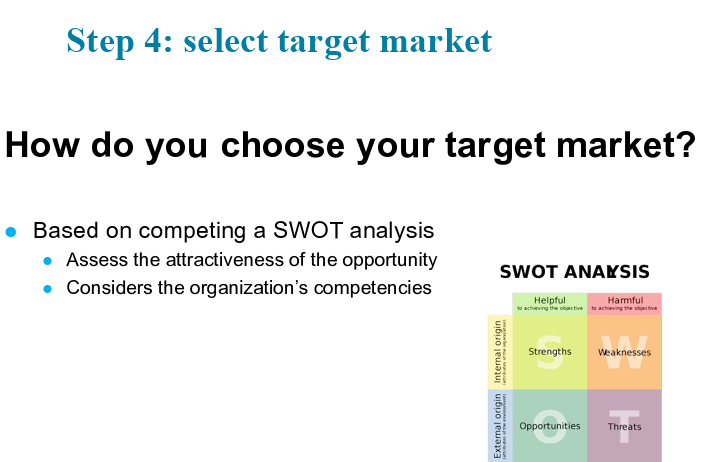 Step 4: select target market
How do you choose your target market?
Based on competing a SWOT analysis
Assess the attractiveness of the opportunity
Considers the organization's competencies
SWOT ANALYSIS
Helpful
to achieving the objective
Harmful
to achieving the objective
Internal origin
(attributes of the organization)
S
Strengths
W
Weaknesses
External origin
(attributes of the environment)
O
Opportunities
T
Threats